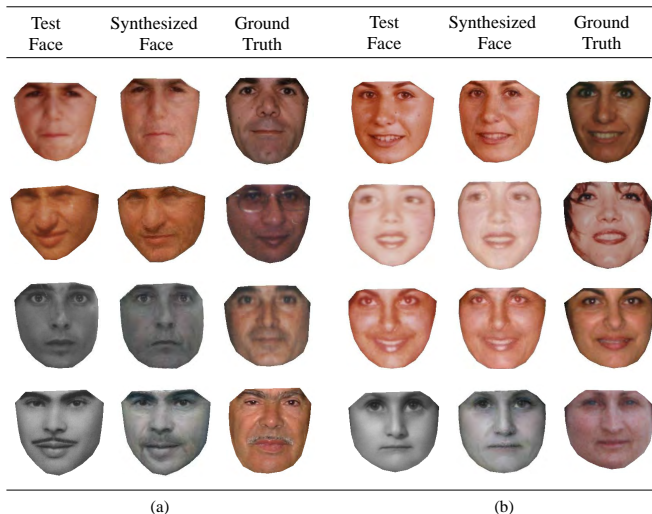 Test Synthesized Ground Test Synthesized Ground
Face Face Truth Face Face Truth
(a) (b)